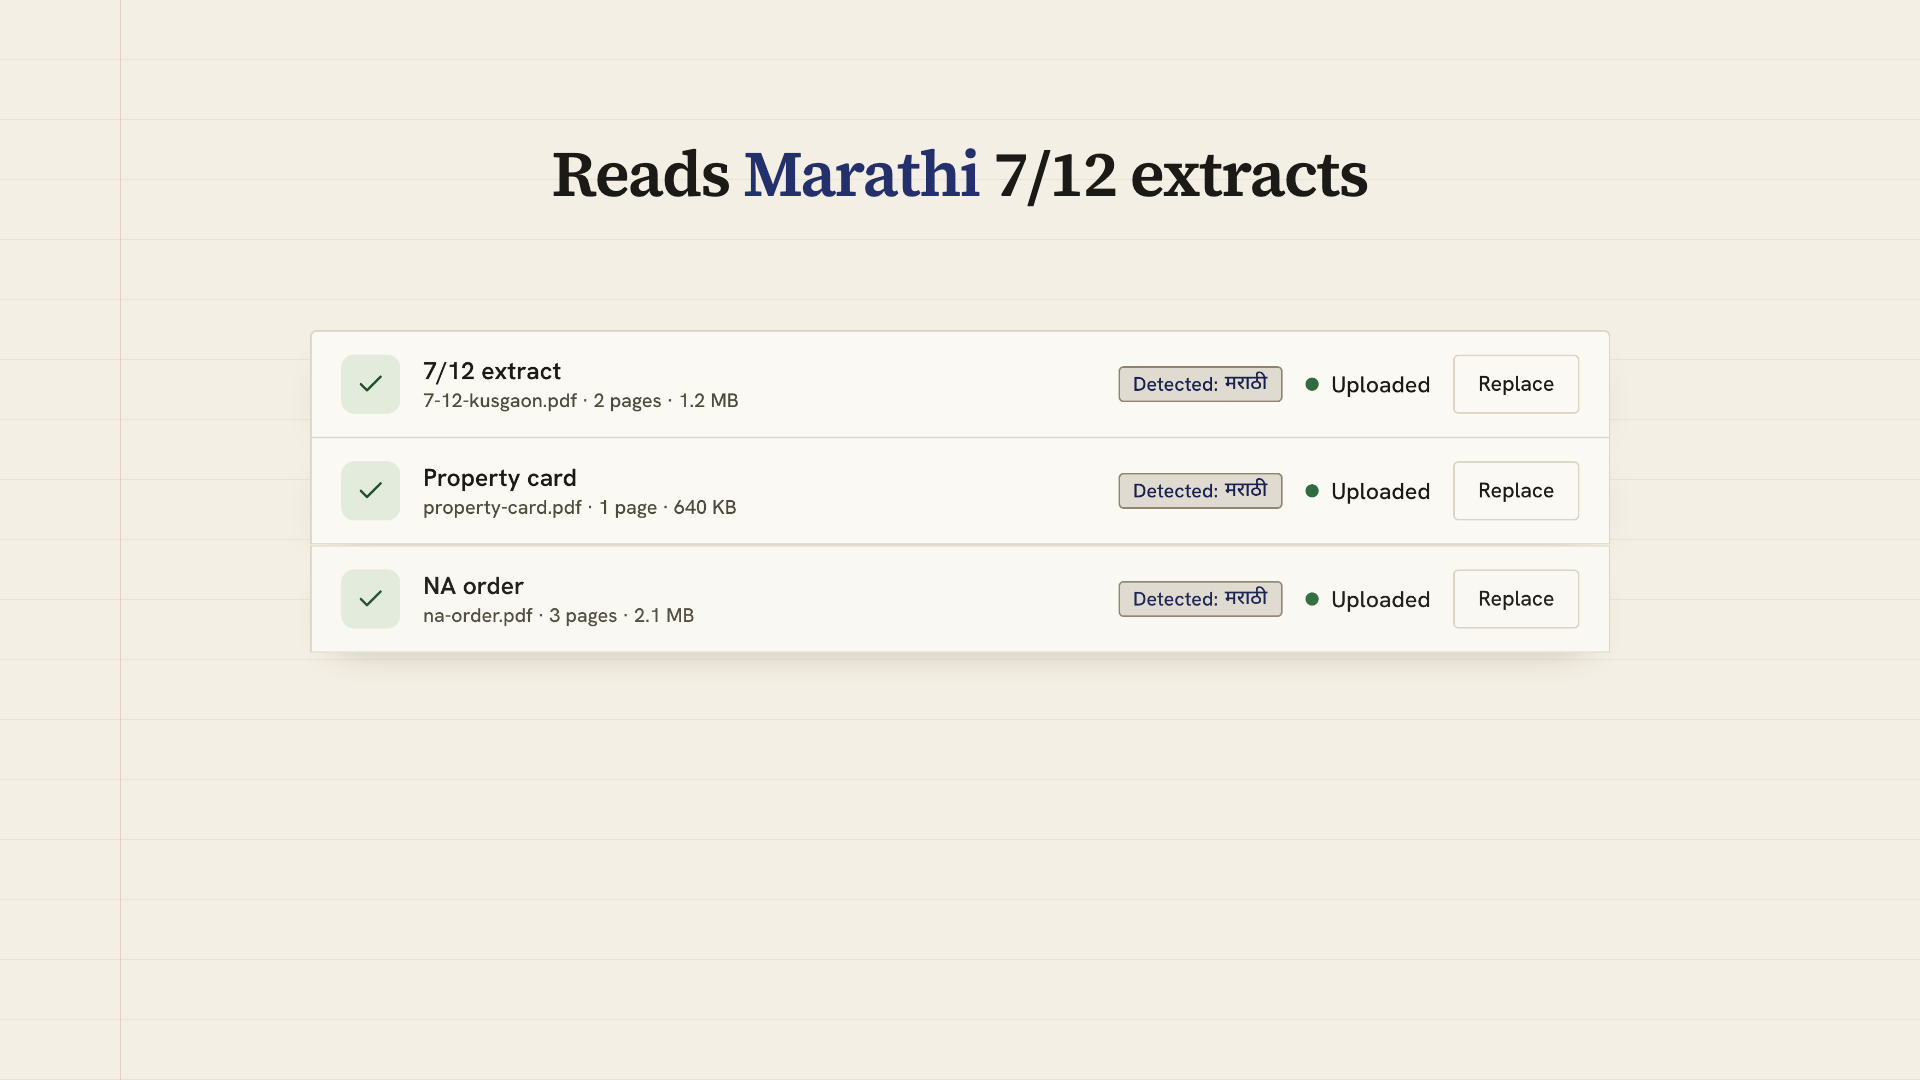 Reads Marathi 7/12 extracts
7/12 extract
7-12-kusgaon.pdf · 2 pages · 1.2 MB
Detected: मराठी
Uploaded
Replace
Property card
property-card.pdf · 1 page · 640 KB
Detected: मराठी
Uploaded
Replace
NA order
na-order.pdf · 3 pages · 2.1 MB
Detected: मराठी
Uploaded
Replace